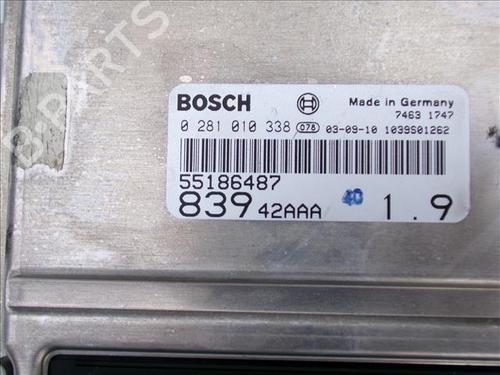 B-PARTS
BOSCH Made in Germany
7463 1747
0 281 010 338 078 03-09-10 1039S01262
55186487
839 42AAA 1.9